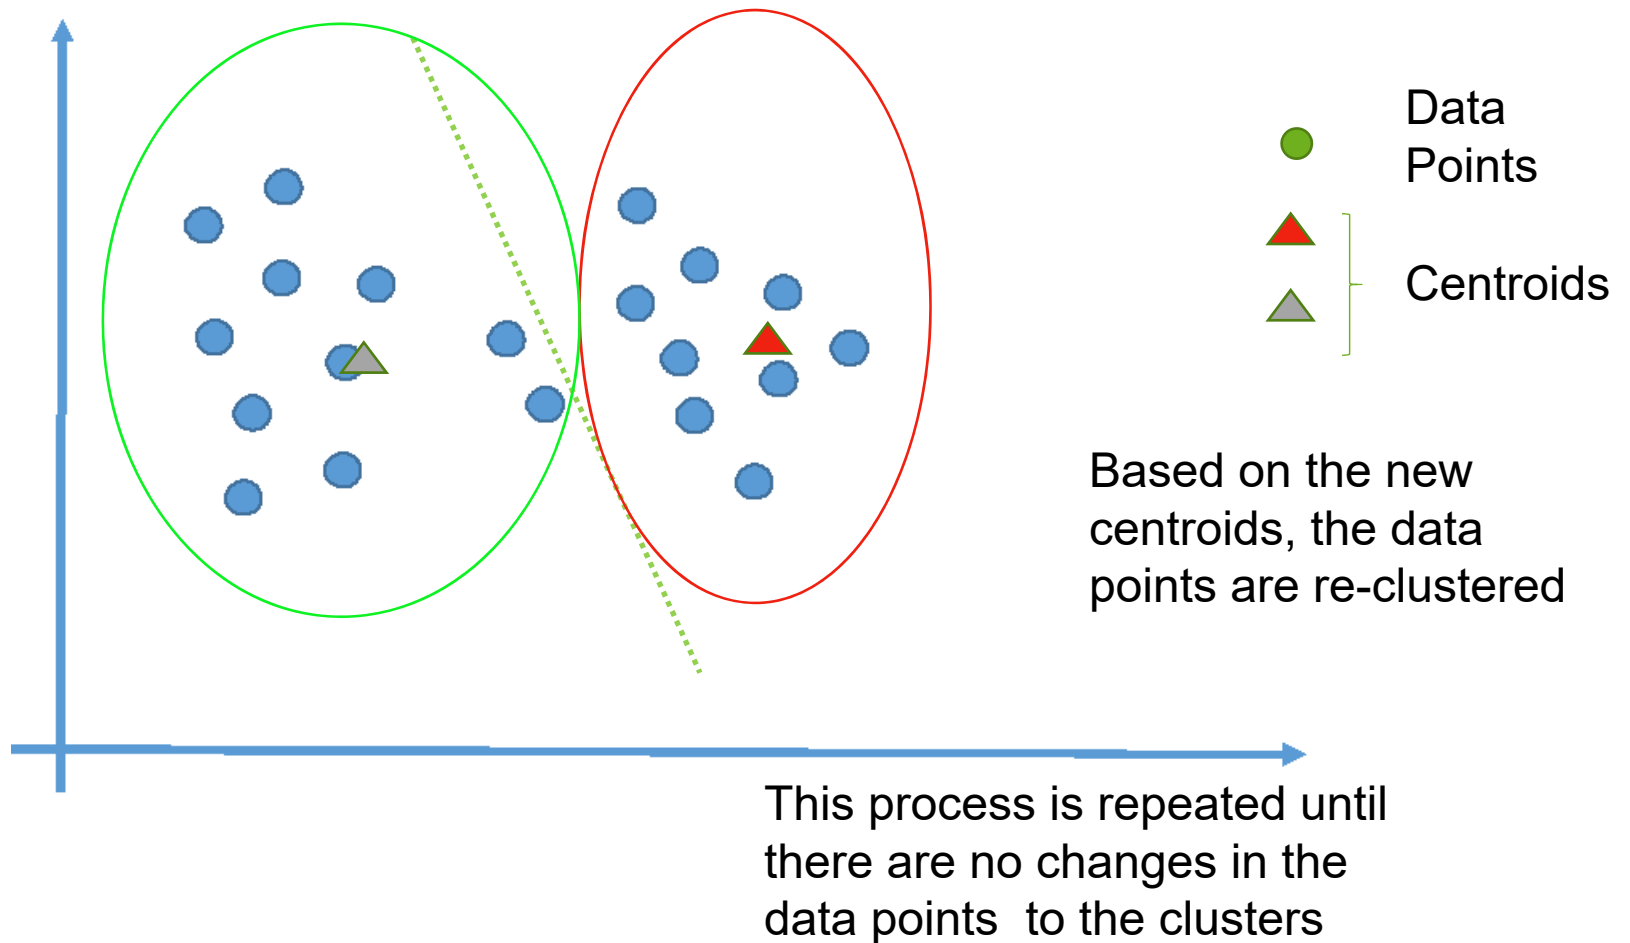 Data
Points
Centroids
Based on the new
centroids, the data
points are re-clustered
This process is repeated until
there are no changes in the
data points  to the clusters